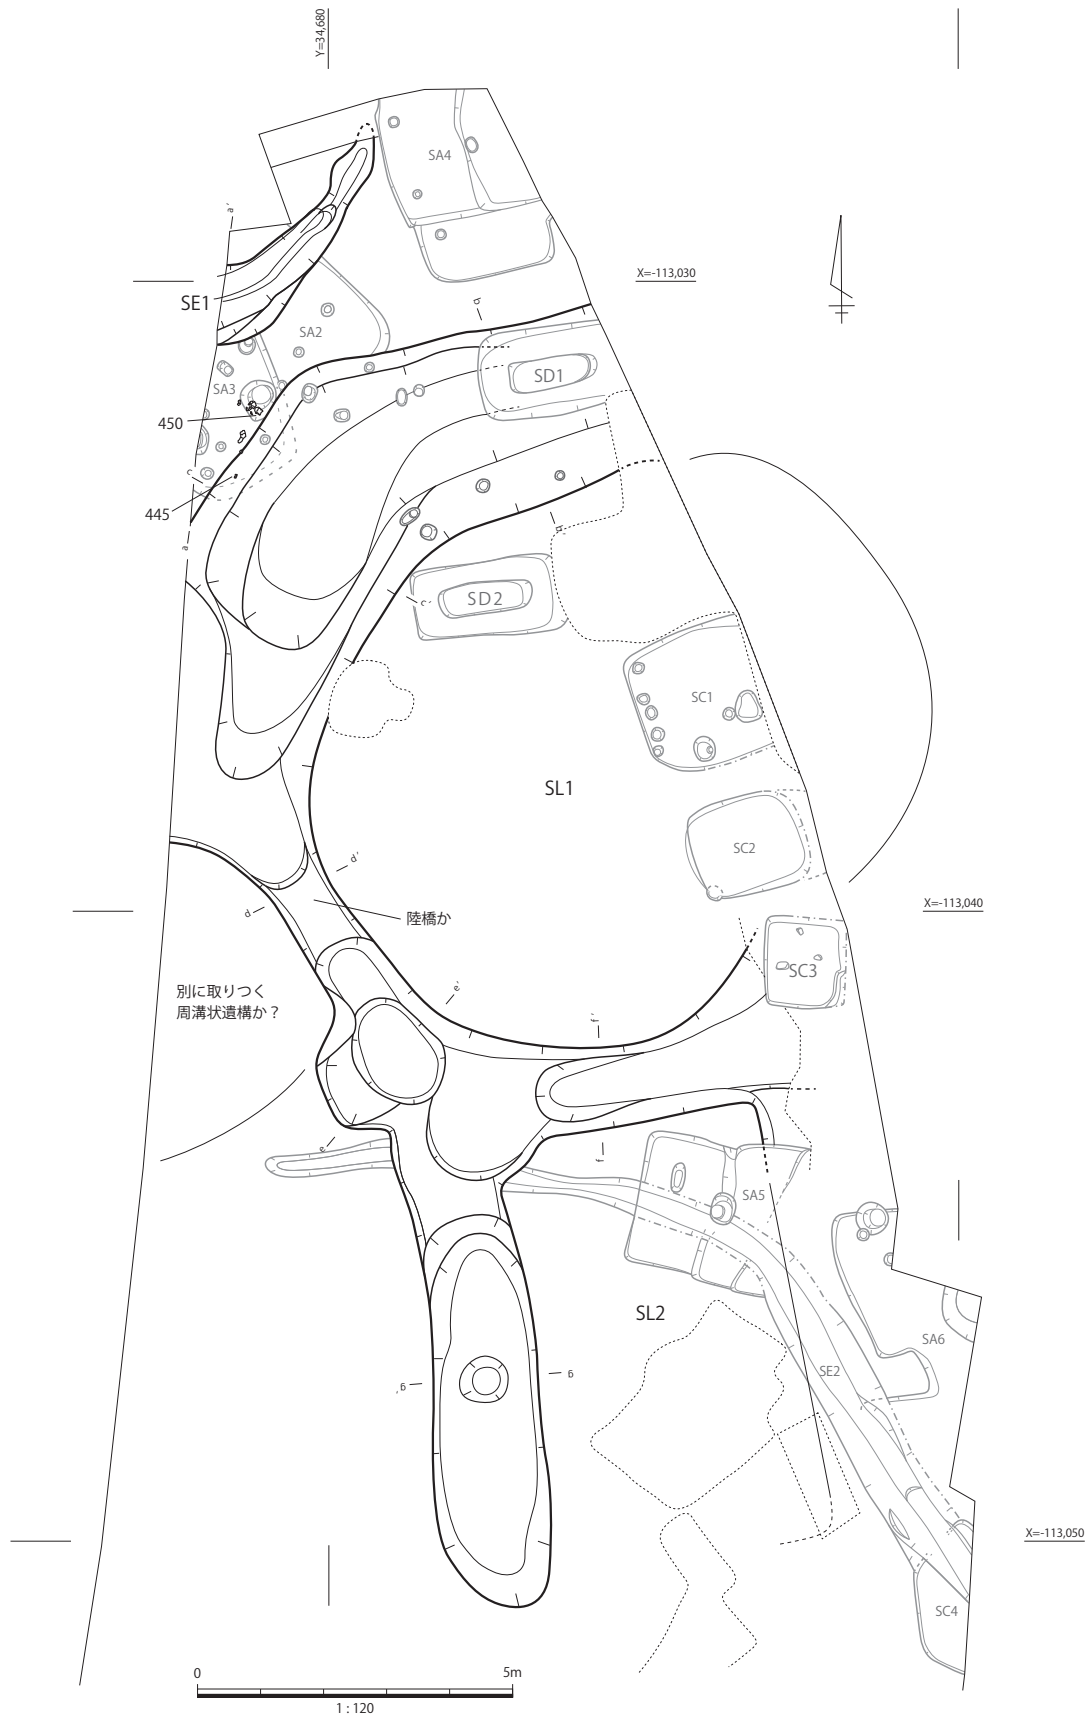 Y=34,680
SA4
a'
X=-113,030
SE1
b
SA2
SD1
SA3
450
c
445
b'
a
c'
SD2
SC1
SL1
SC2
d'
d
陸橋か
X=-113,040
SC3
別に取りつく
周溝状遺構か？
e'
f'
e
f
SA5
SL2
SA6
SE2
g'
g
X=-113,050
SC4
0 5m
1 : 120